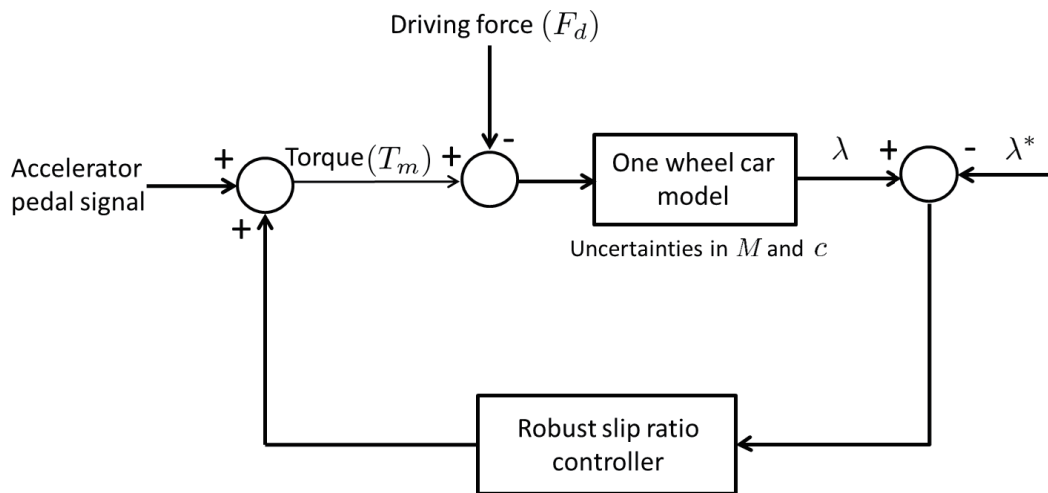 Driving force (F_d)
+
Torque(T_m)
+
-
One wheel car
model
λ
+
-
λ*
Accelerator
pedal signal
+
Uncertainties in M and c
Robust slip ratio
controller